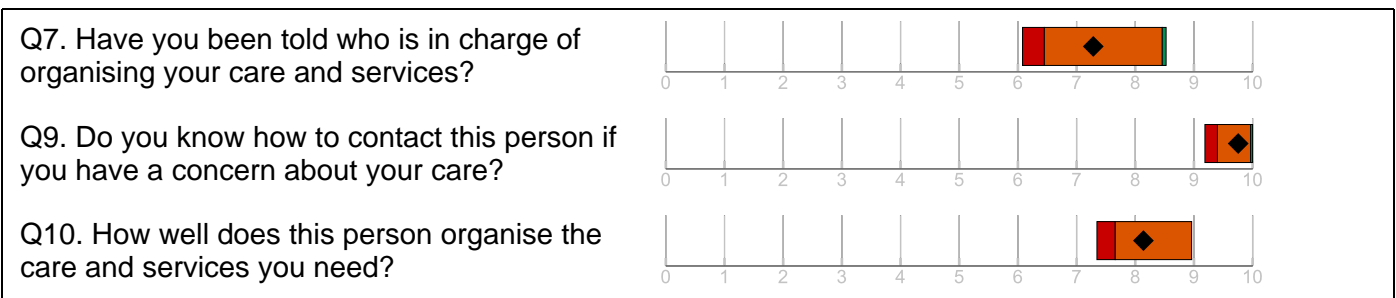 Q7. Have you been told who is in charge of
organising your care and services?
0 1 2 3 4 5 6 7 8 9 10
Q9. Do you know how to contact this person if
you have a concern about your care?
0 1 2 3 4 5 6 7 8 9 10
Q10. How well does this person organise the
care and services you need?
0 1 2 3 4 5 6 7 8 9 10